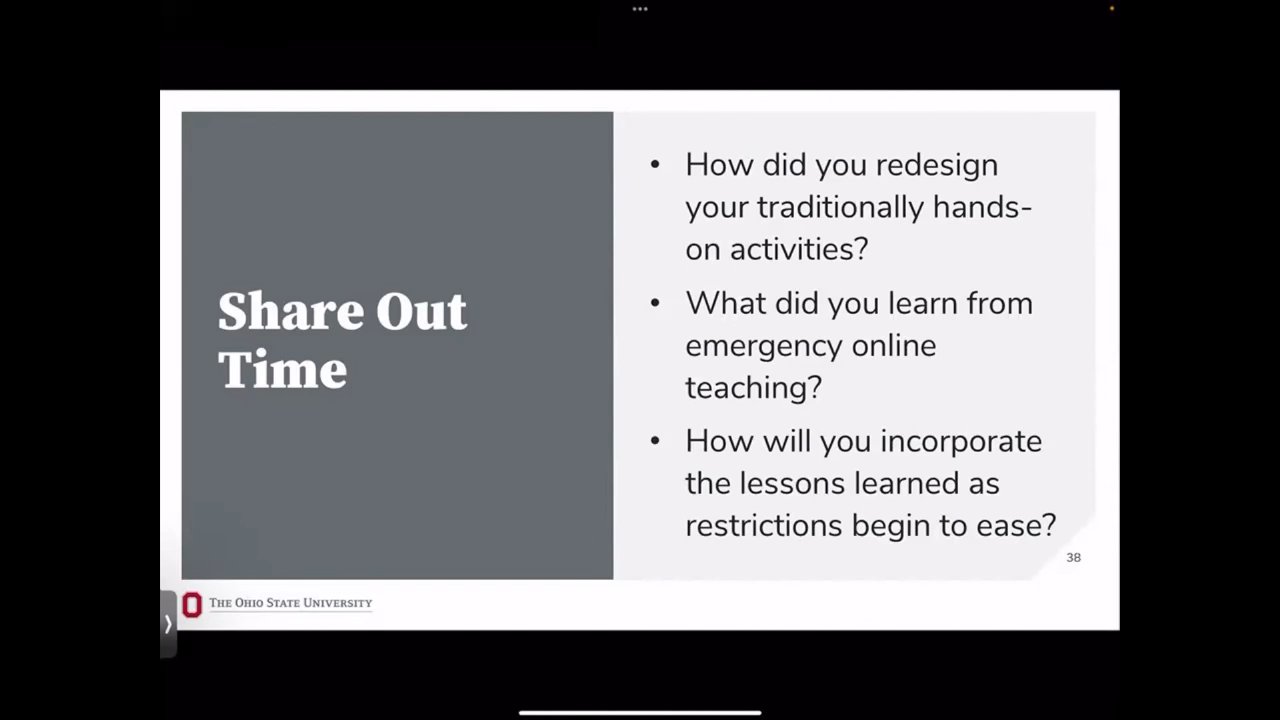 Share Out
Time
• How did you redesign
your traditionally hands-
on activities?
• What did you learn from
emergency online
teaching?
• How will you incorporate
the lessons learned as
restrictions begin to ease?
38
THE OHIO STATE UNIVERSITY